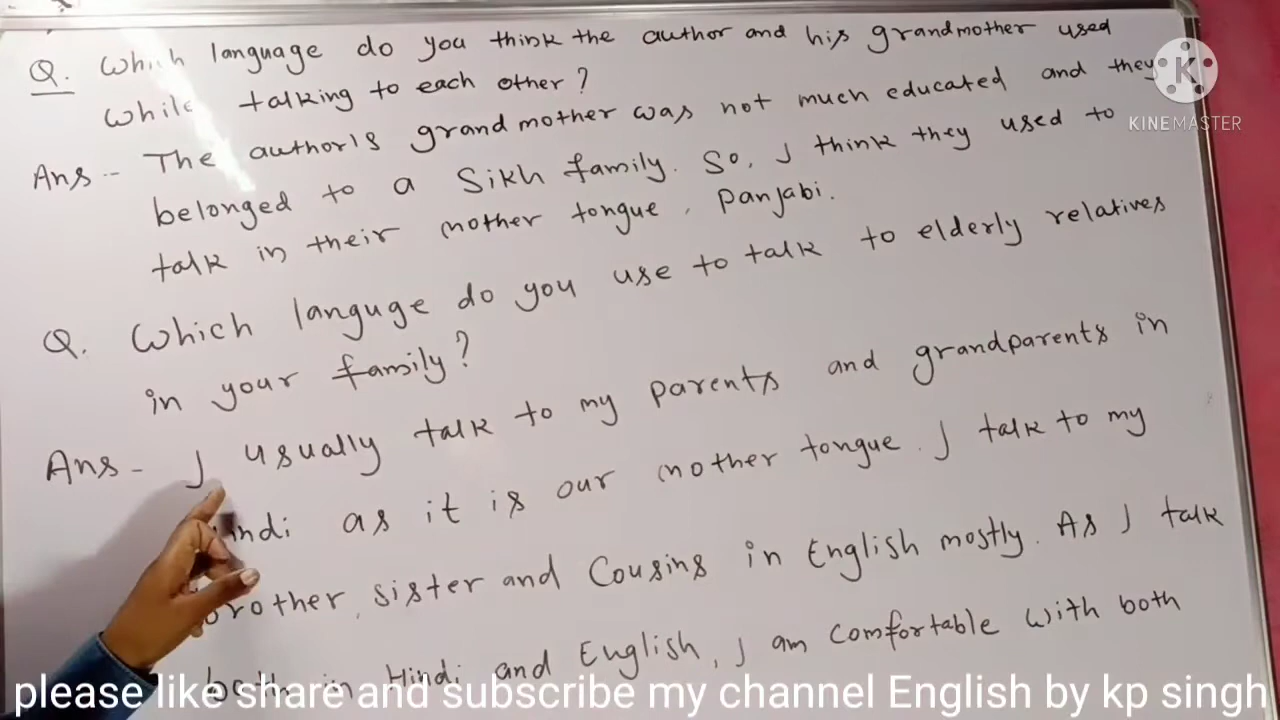 Q. Which language do you think the author and his grandmother used
while talking to each other?
Ans - The author's grandmother was not much educated and they
belonged to a Sikh family. So, I think they used to
talk in their mother tongue, Panjabi.
Q. Which languge do you use to talk to elderly relatives
in your family?
Ans - I usually talk to my parents and grandparents in
Hindi as it is our mother tongue. I talk to my
brother, sister and Cousins in English mostly. As I talk
both in Hindi and English, I am comfortable with both
K
KINEMASTER
please like share and subscribe my channel English by kp singh